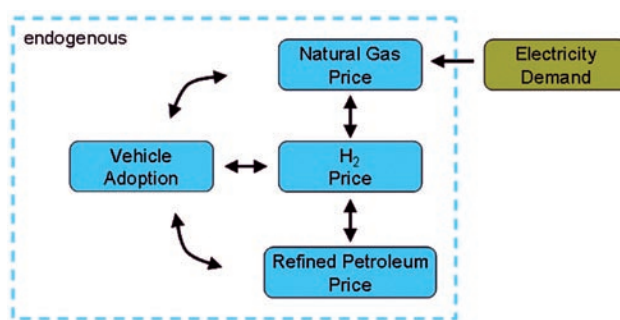 endogenous
Natural Gas
Price
Electricity
Demand
Vehicle
Adoption
H₂
Price
Refined Petroleum
Price